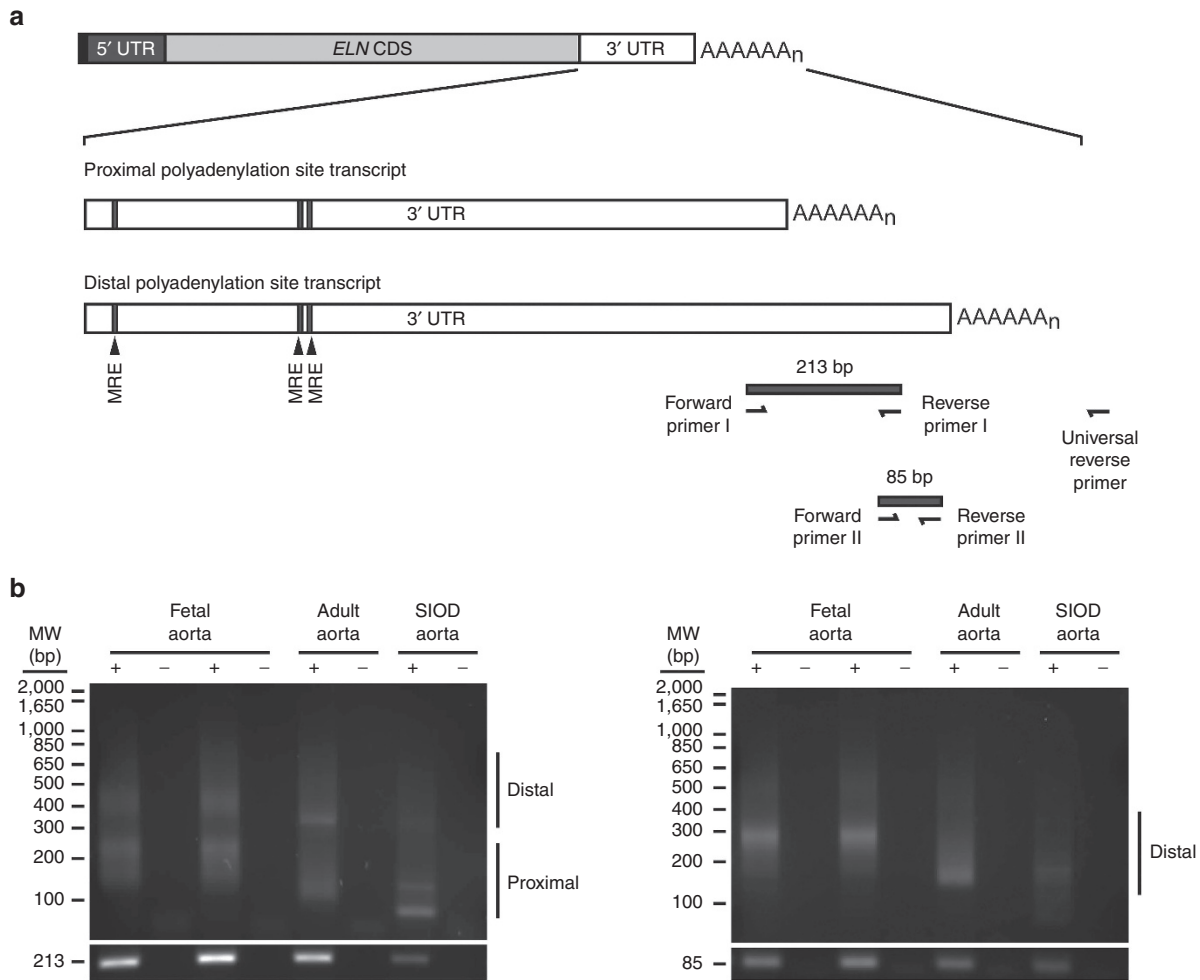 a
5′ UTR ELN CDS 3′ UTR AAAAAAn
Proximal polyadenylation site transcript
3′ UTR AAAAAAn
Distal polyadenylation site transcript
3′ UTR AAAAAAn
MRE MRE MRE
213 bp
Forward primer I
Reverse primer I
Universal reverse primer
85 bp
Forward primer II
Reverse primer II
b
MW (bp)
Fetal aorta
Adult aorta
SIOD aorta
+ – + – + – + –
2,000
1,650
1,000
850
650
500
400
300
200
100
213
Distal
Proximal
MW (bp)
Fetal aorta
Adult aorta
SIOD aorta
+ – + – + – + –
2,000
1,650
1,000
850
650
500
400
300
200
100
85
Distal